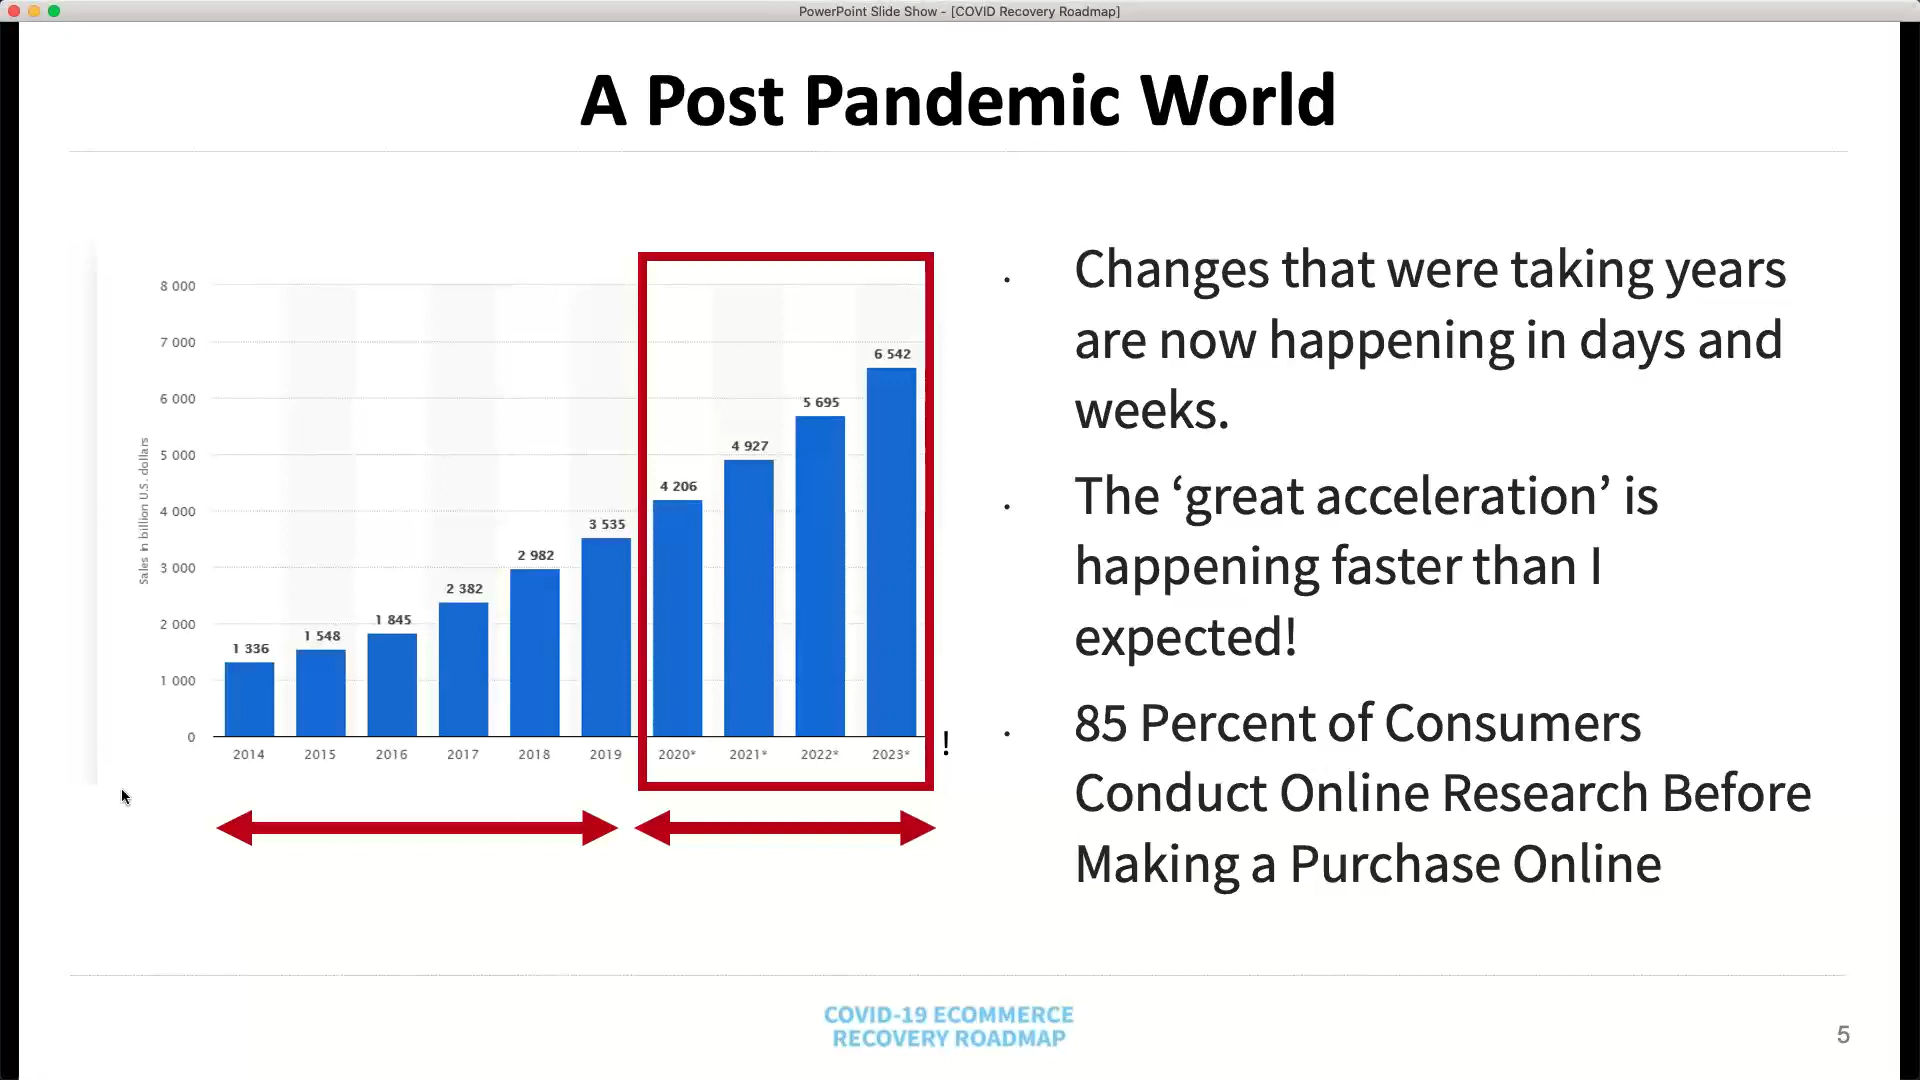 PowerPoint Slide Show - [COVID Recovery Roadmap]
A Post Pandemic World
Sales in billion U.S. dollars
8 000
7 000
6 000
5 000
4 000
3 000
2 000
1 000
0
1 336
1 548
1 845
2 382
2 982
3 535
4 206
4 927
5 695
6 542
2014
2015
2016
2017
2018
2019
2020*
2021*
2022*
2023*
!
· Changes that were taking years
are now happening in days and
weeks.
· The ‘great acceleration’ is
happening faster than I
expected!
· 85 Percent of Consumers
Conduct Online Research Before
Making a Purchase Online
COVID-19 ECOMMERCE
RECOVERY ROADMAP
5